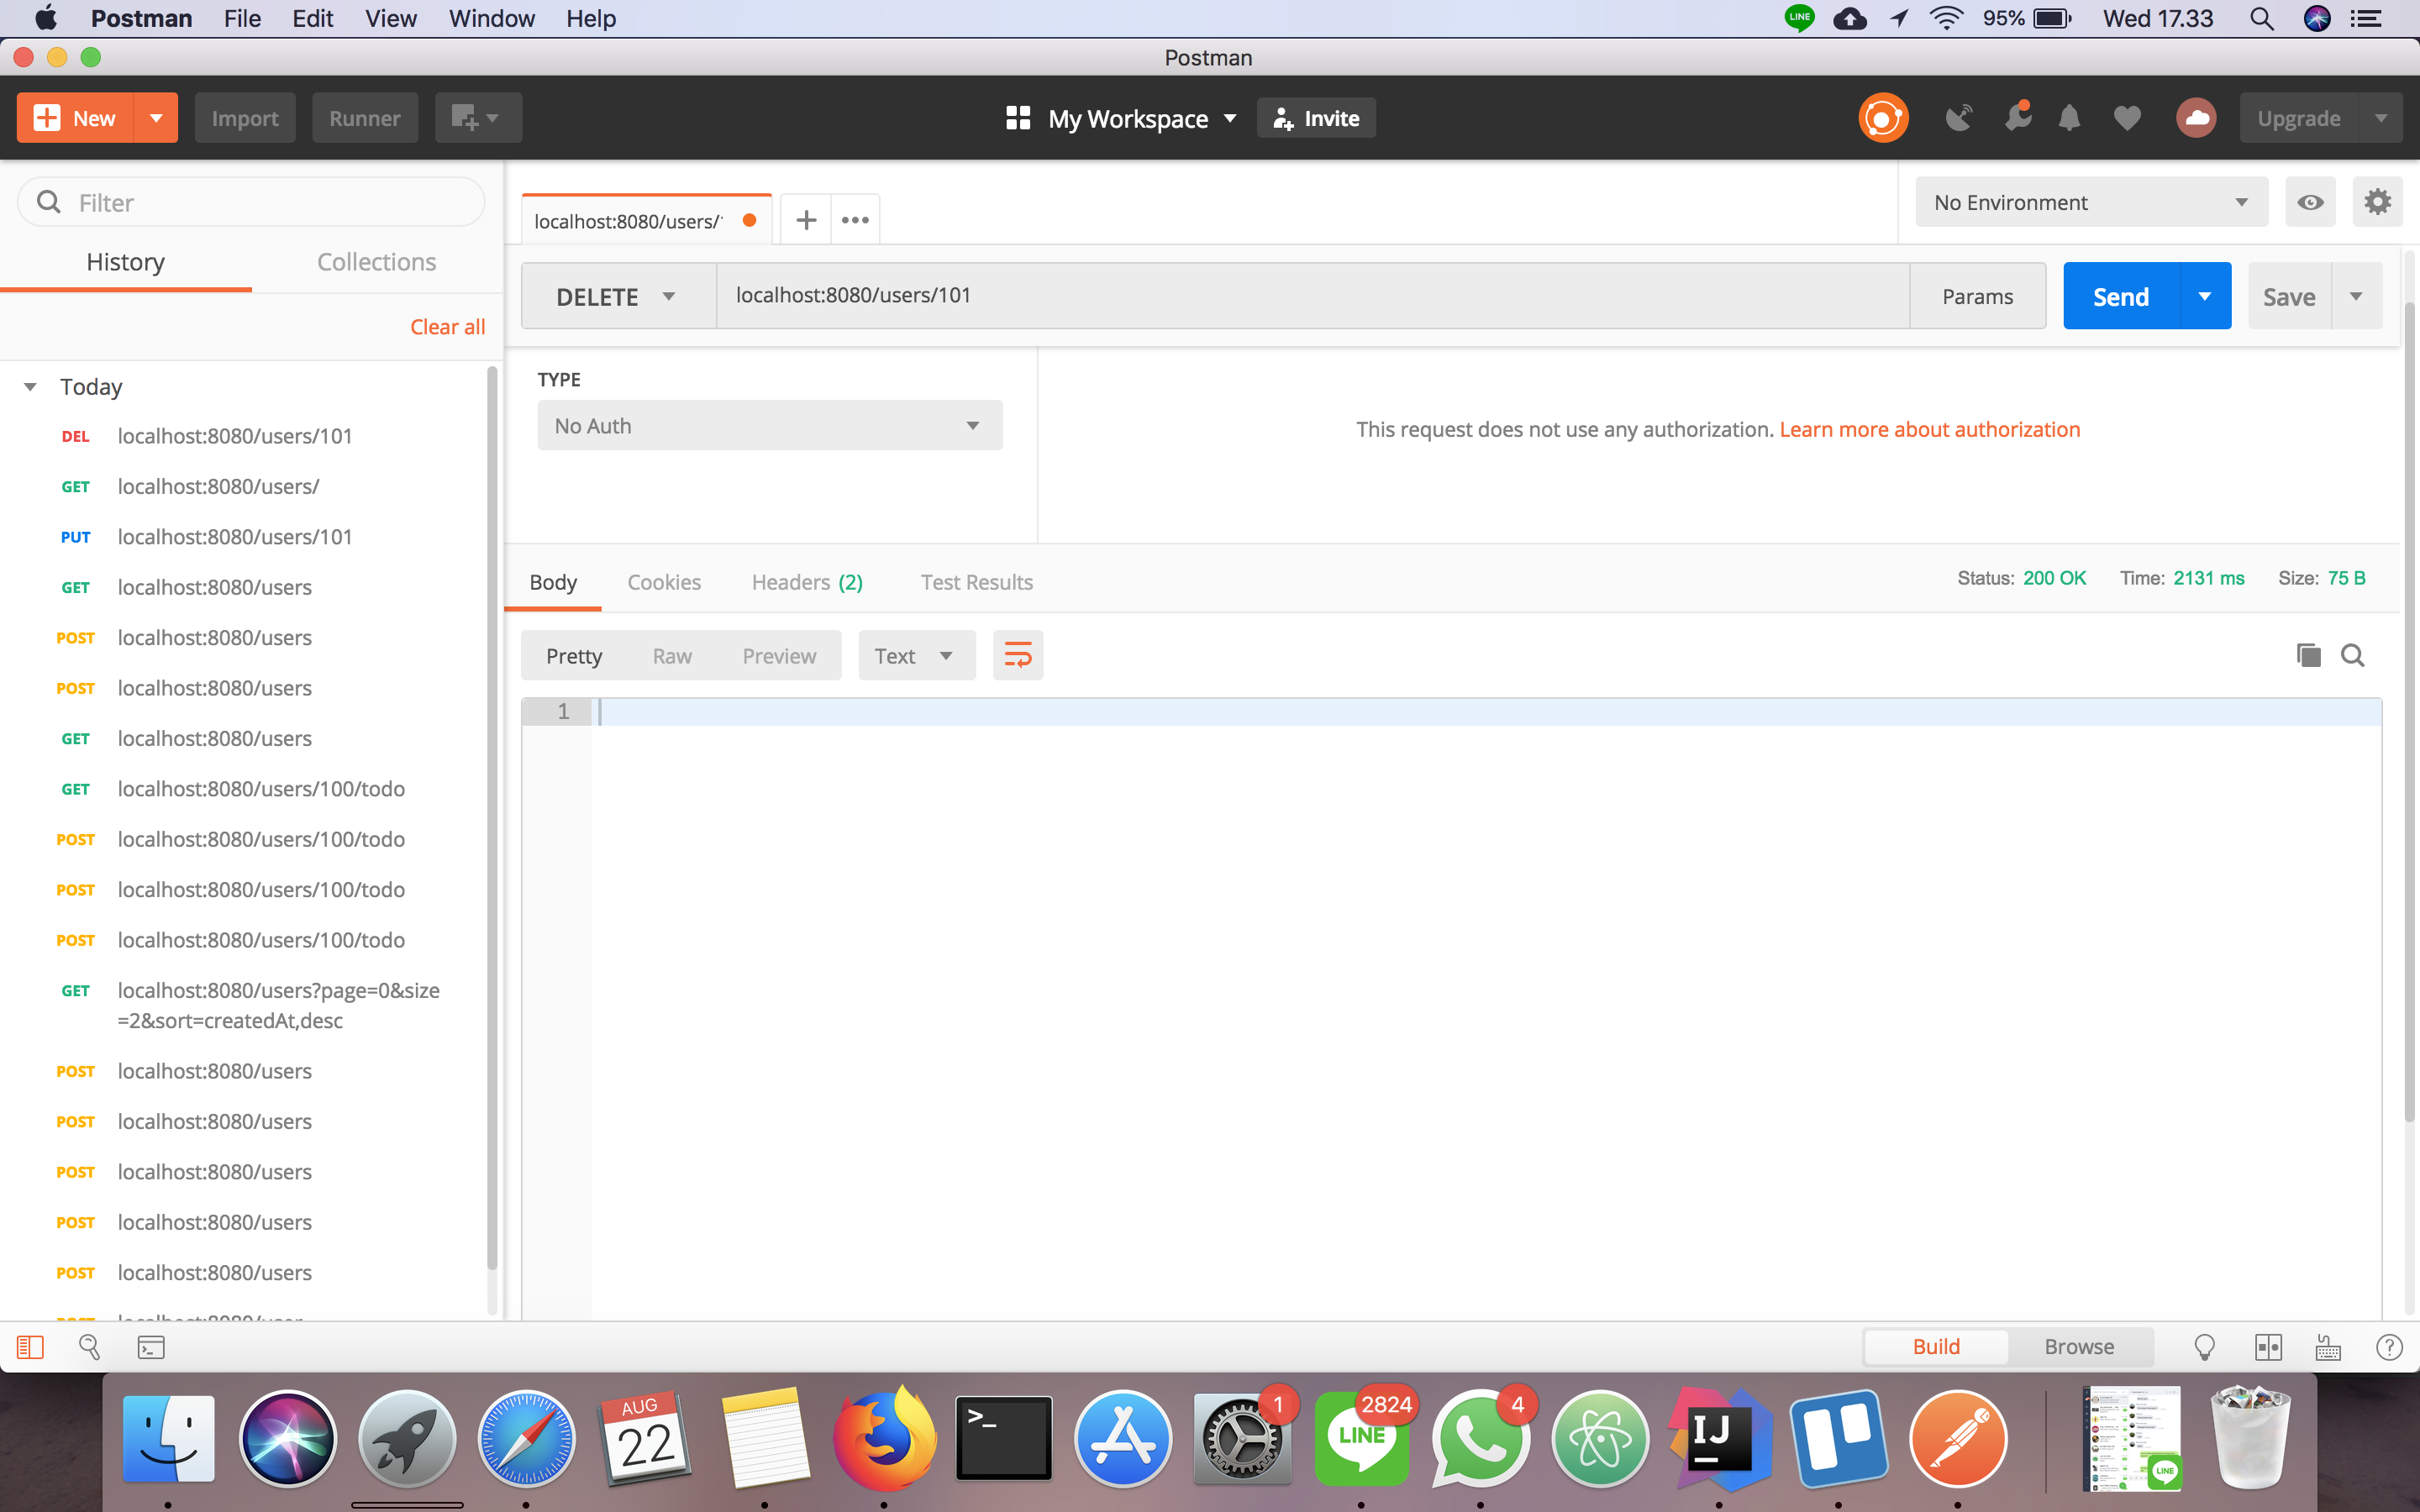 Postman File Edit View Window Help
LINE 95% Wed 17.33
Postman
New Import Runner My Workspace Invite Upgrade
Filter
History Collections
Clear all
Today
DEL localhost:8080/users/101
GET localhost:8080/users/
PUT localhost:8080/users/101
GET localhost:8080/users
POST localhost:8080/users
POST localhost:8080/users
GET localhost:8080/users
GET localhost:8080/users/100/todo
POST localhost:8080/users/100/todo
POST localhost:8080/users/100/todo
POST localhost:8080/users/100/todo
GET localhost:8080/users?page=0&size
=2&sort=createdAt,desc
POST localhost:8080/users
POST localhost:8080/users
POST localhost:8080/users
POST localhost:8080/users
POST localhost:8080/users
localhost:8080/users/
No Environment
DELETE localhost:8080/users/101 Params Send Save
TYPE
No Auth
This request does not use any authorization. Learn more about authorization
Body Cookies Headers (2) Test Results
Status: 200 OK Time: 2131 ms Size: 75 B
Pretty Raw Preview Text
1
Build Browse
AUG
22
>_
1
2824
LINE
4
IJ
LINE